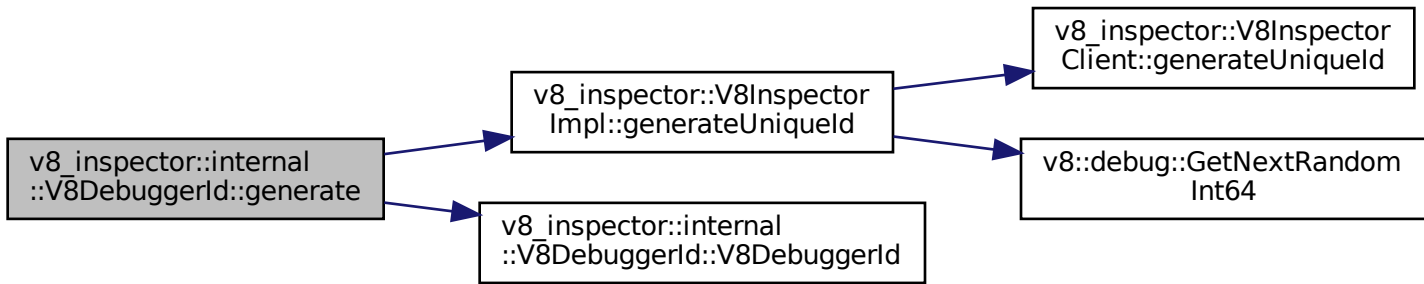 v8_inspector::internal
::V8DebuggerId::generate
v8_inspector::V8Inspector
Impl::generateUniqueId
v8_inspector::internal
::V8DebuggerId::V8DebuggerId
v8_inspector::V8Inspector
Client::generateUniqueId
v8::debug::GetNextRandom
Int64